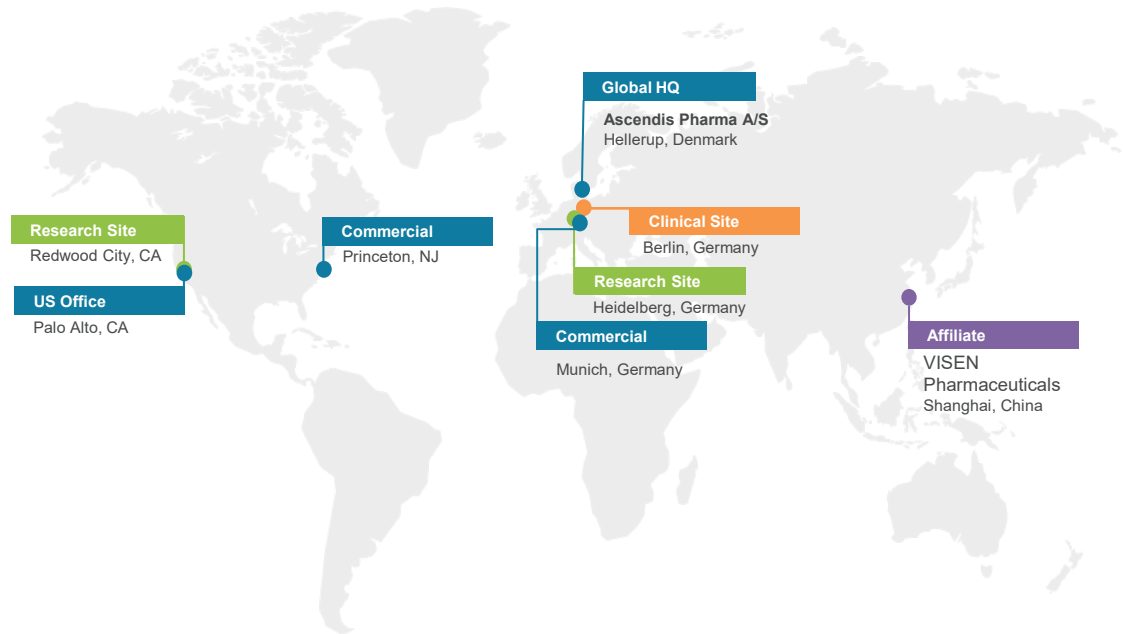 Global HQ
Ascendis Pharma A/S
Hellerup, Denmark
Research Site
Redwood City, CA
US Office
Palo Alto, CA
Commercial
Princeton, NJ
Clinical Site
Berlin, Germany
Research Site
Heidelberg, Germany
Commercial
Munich, Germany
Affiliate
VISEN
Pharmaceuticals
Shanghai, China